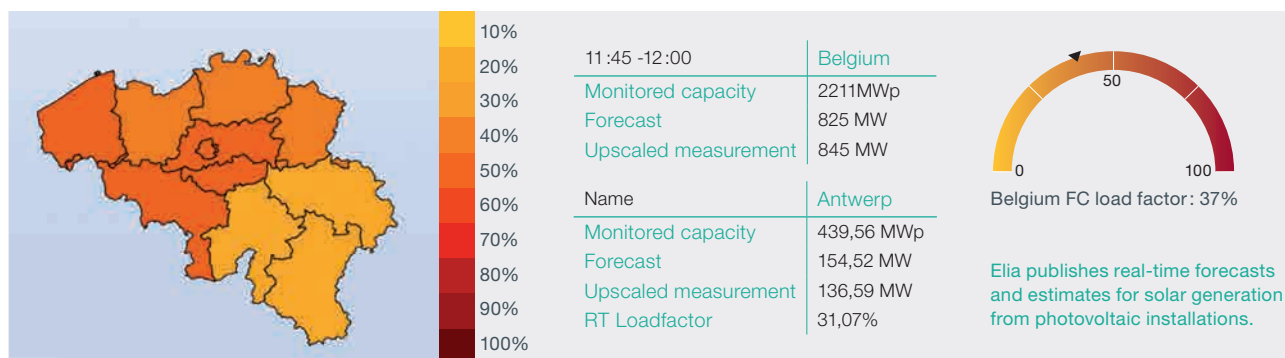 10%
20%
30%
40%
50%
60%
70%
80%
90%
100%
11:45 -12:00 Belgium
Monitored capacity 2211MWp
Forecast 825 MW
Upscaled measurement 845 MW
Name Antwerp
Monitored capacity 439,56 MWp
Forecast 154,52 MW
Upscaled measurement 136,59 MW
RT Loadfactor 31,07%
50
0 100
Belgium FC load factor: 37%
Elia publishes real-time forecasts
and estimates for solar generation
from photovoltaic installations.